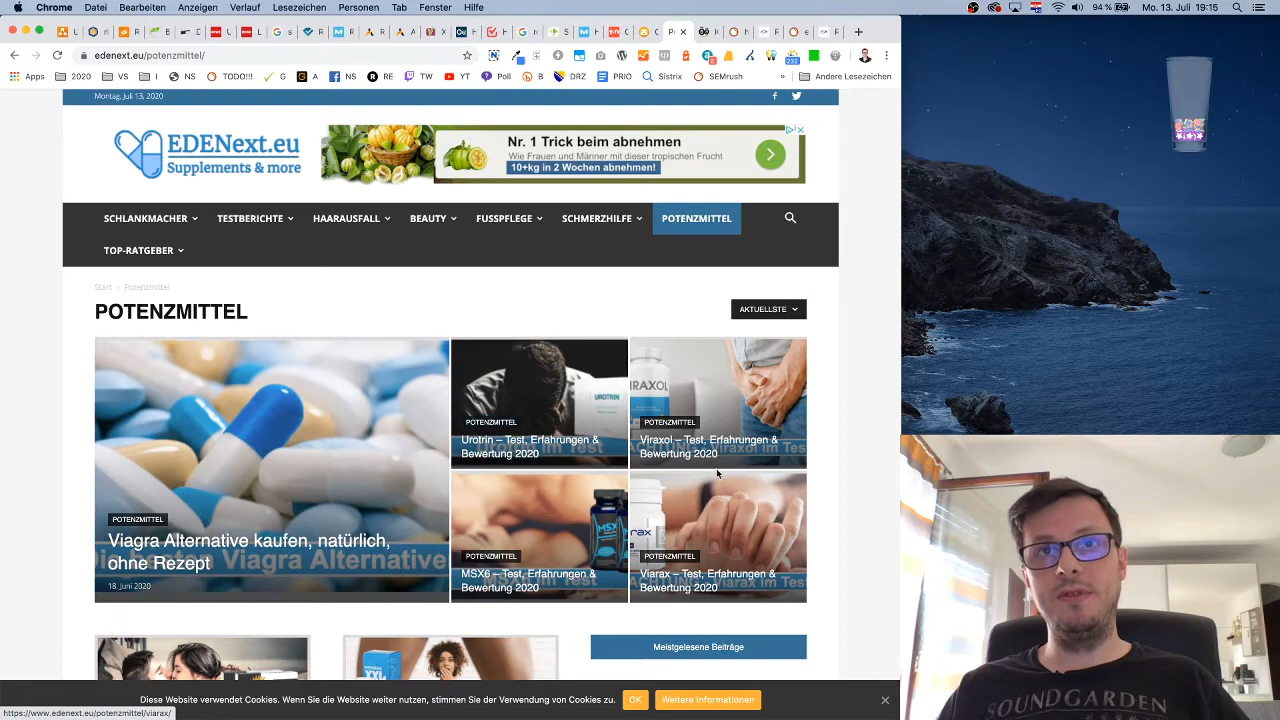 Chrome Datei Bearbeiten Anzeigen Verlauf Lesezeichen Personen Tab Fenster Hilfe
94 % Mo. 13. Juli 19:15
edenext.eu/potenzmittel/
Apps 2020 VS I NS TODO!!! G A FB RE TW Poll B DRZ PRIO Sistrix SEMrush » Andere Lesezeichen
Montag, Juli 13, 2020
EDENext.eu
Supplements & more
Nr. 1 Trick beim abnehmen
Wie Frauen und Männer mit dieser tropischen Frucht
10+kg in 2 Wochen abnehmen!
SCHLANKMACHER TESTBERICHTE HAARAUSFALL BEAUTY FUSSPFLEGE SCHMERZHILFE POTENZMITTEL
TOP-RATGEBER
Start › Potenzmittel
POTENZMITTEL
AKTUELLSTE
POTENZMITTEL
Viagra Alternative kaufen, natürlich,
ohne Rezept
18. Juni 2020
UROTRIN
POTENZMITTEL
Urotrin – Test, Erfahrungen &
Bewertung 2020
POTENZMITTEL
Viraxol – Test, Erfahrungen &
Bewertung 2020
MSX
POTENZMITTEL
MSX6 – Test, Erfahrungen &
Bewertung 2020
POTENZMITTEL
Viarax – Test, Erfahrungen &
Bewertung 2020
XXL
Meistgelesene Beiträge
Diese Website verwendet Cookies. Wenn Sie die Website weiter nutzen, stimmen Sie der Verwendung von Cookies zu. OK Weitere Informationen
https://www.edenext.eu/potenzmittel/viarax/
SOUNDGARDEN